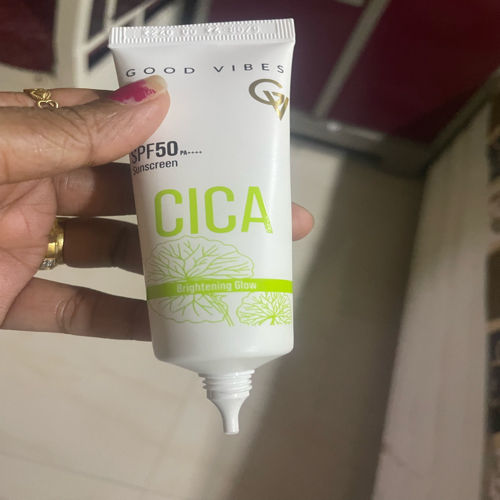 GOOD VIBES
GV
SPF50 PA++++
Sunscreen
CICA
Brightening Glow